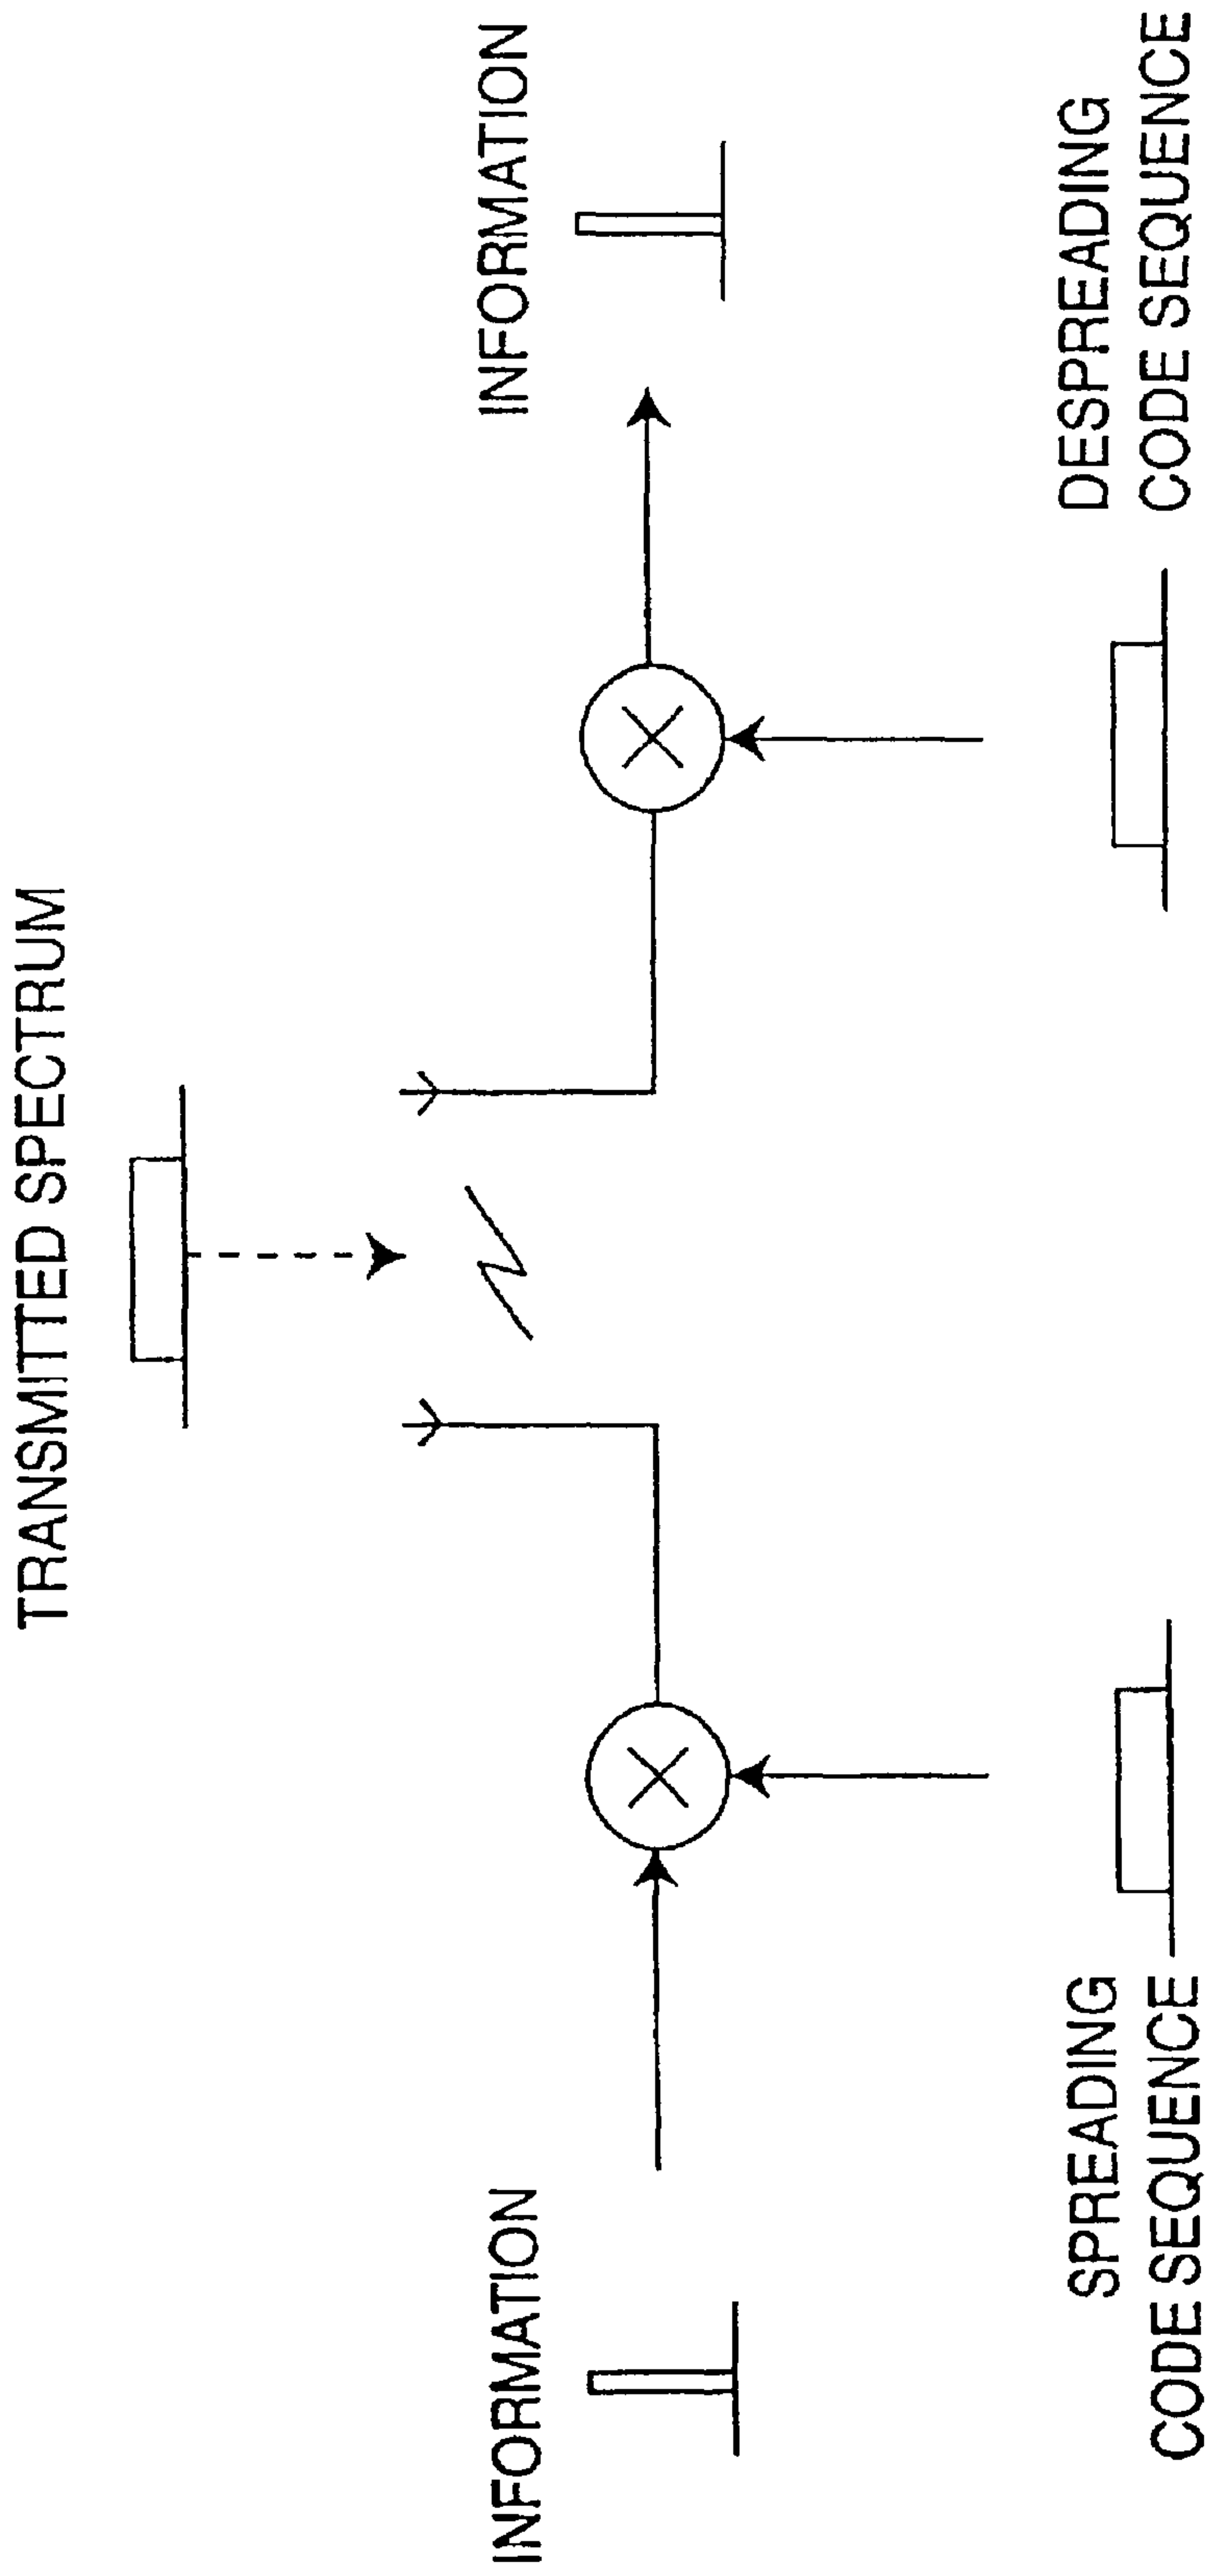 TRANSMITTED SPECTRUM
INFORMATION
INFORMATION
SPREADING
CODE SEQUENCE
DESPREADING
CODE SEQUENCE